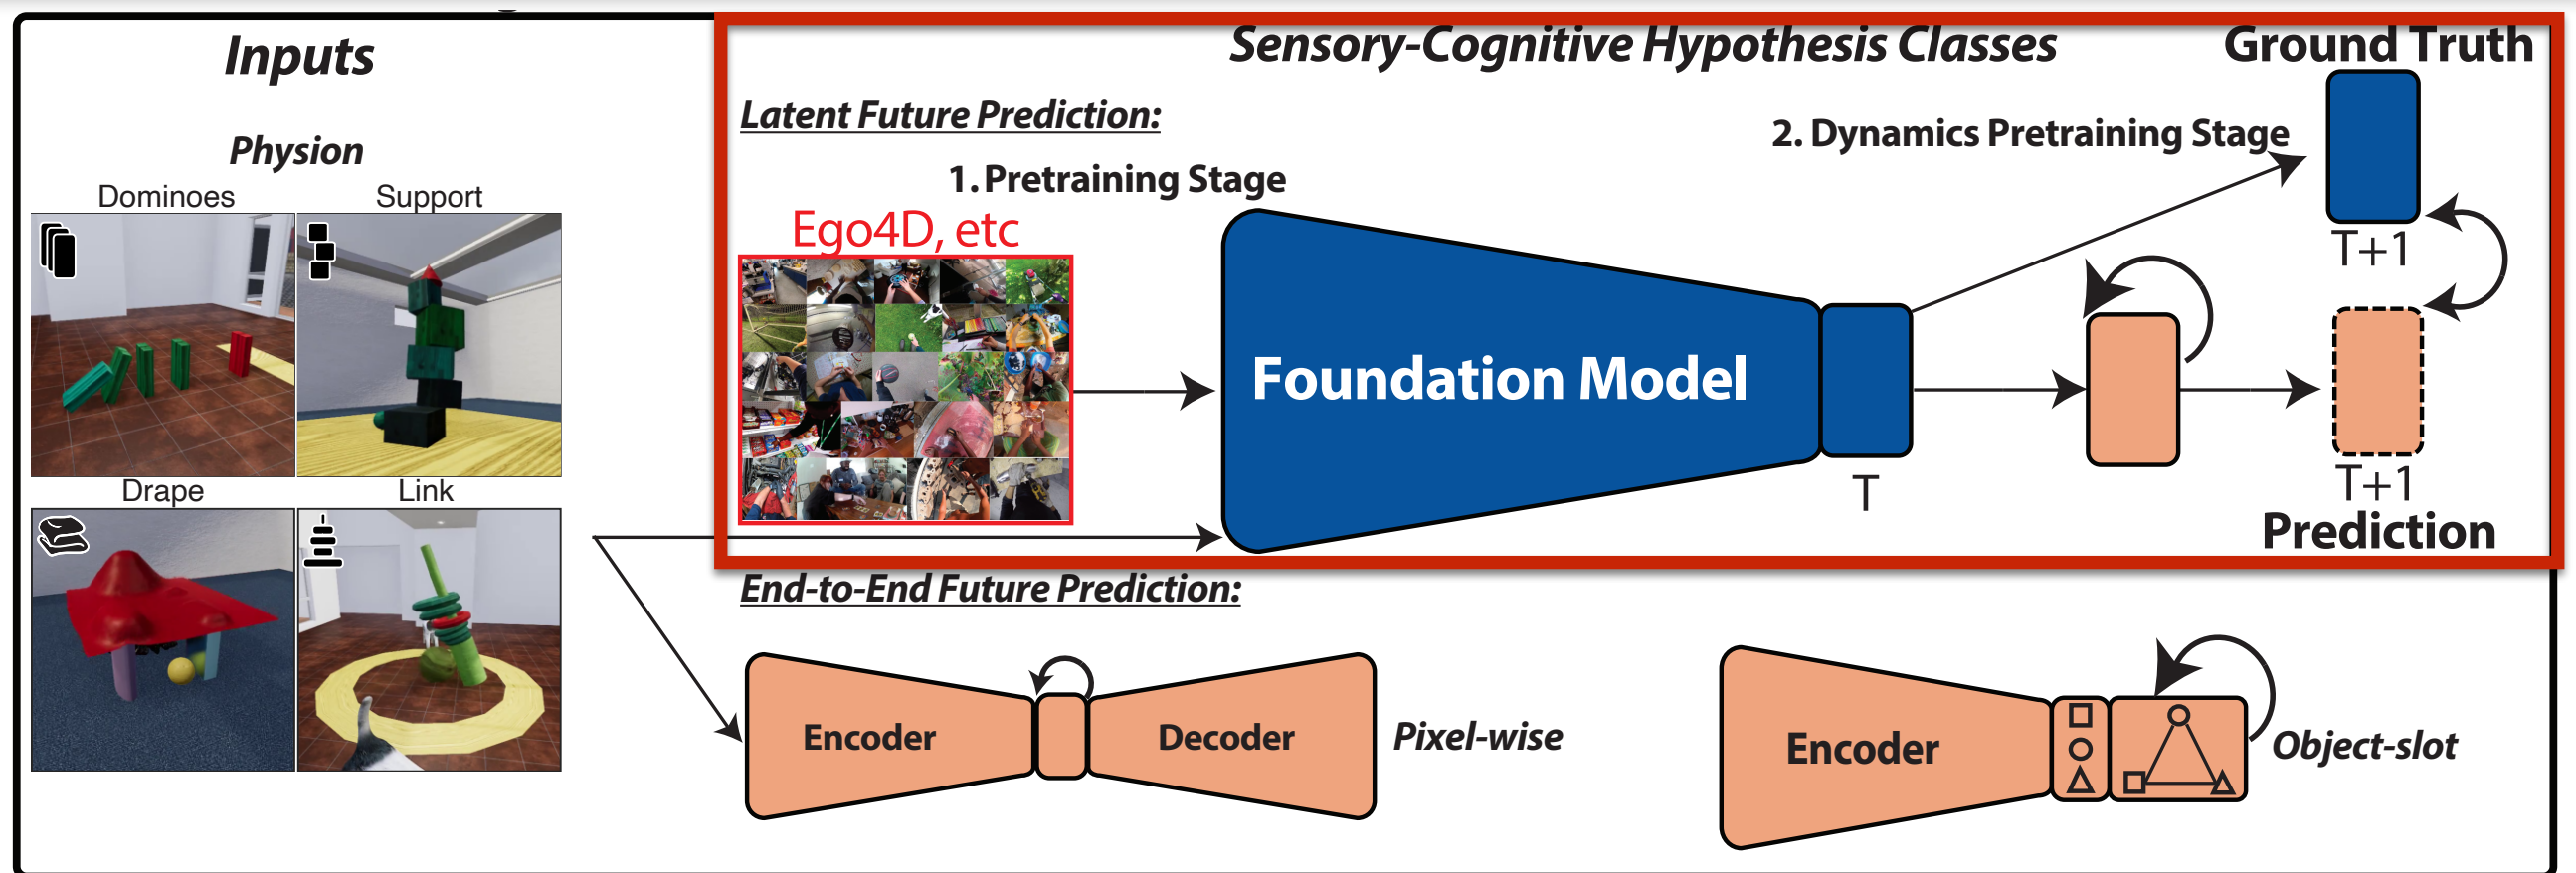 Inputs
Physion
Dominoes
Support
Drape
Link
Sensory-Cognitive Hypothesis Classes
Ground Truth
Latent Future Prediction:
2. Dynamics Pretraining Stage
1. Pretraining Stage
Ego4D, etc
T+1
Foundation Model
T
T+1
Prediction
End-to-End Future Prediction:
Encoder
Decoder
Pixel-wise
Encoder
Object-slot